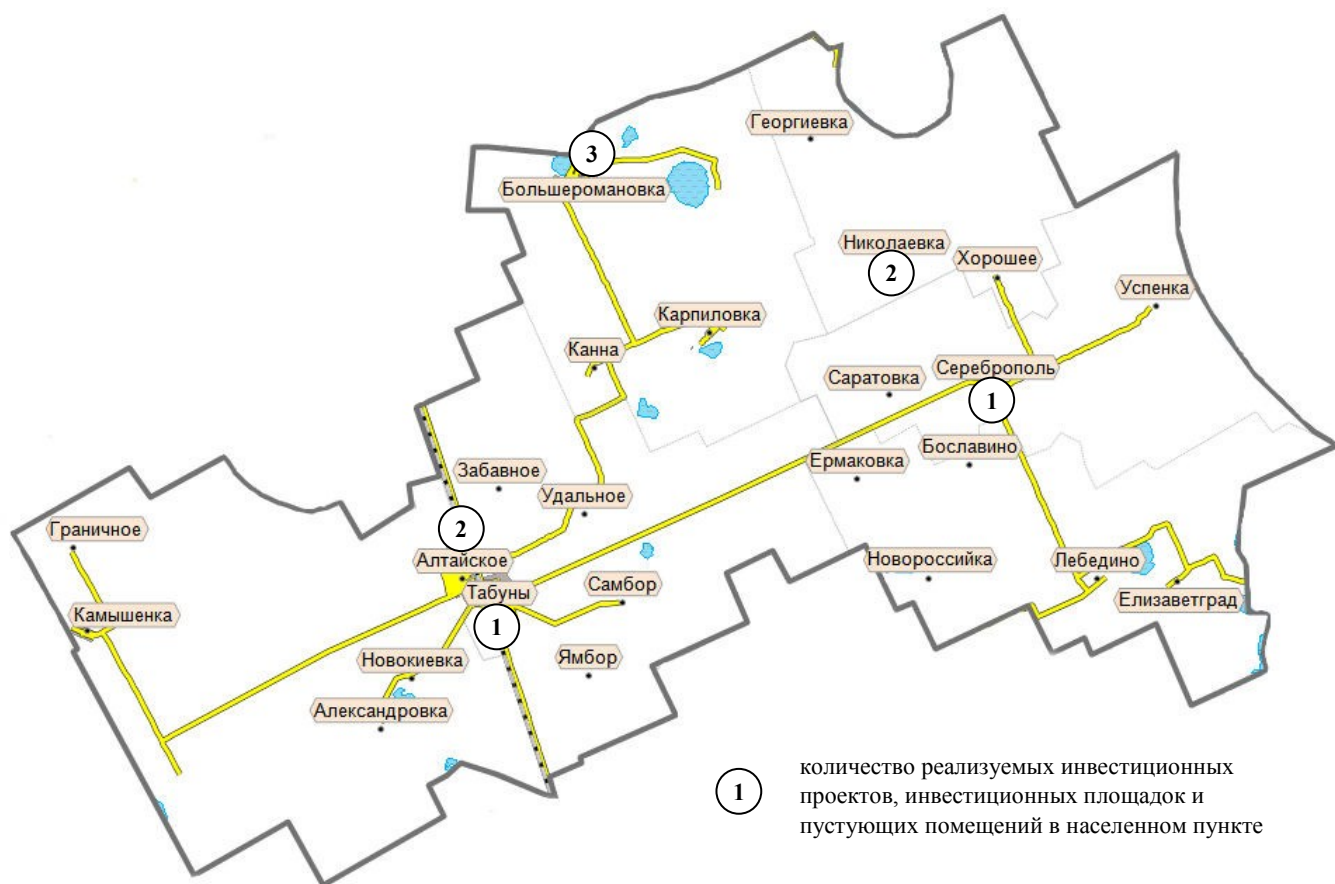 Георгиевка
3
Большеромановка
Николаевка
2
Хорошее
Успенка
Карпиловка
Канна
Саратовка
Сереброполь
1
Ермаковка
Бославино
Забавное
Удальное
Граничное
2
Алтайское
Табуны
1
Самбор
Новороссийка
Лебедино
Елизаветград
Камышенка
Новокиевка
Ямбор
Александровка
1
количество реализуемых инвестиционных
проектов, инвестиционных площадок и
пустующих помещений в населенном пункте